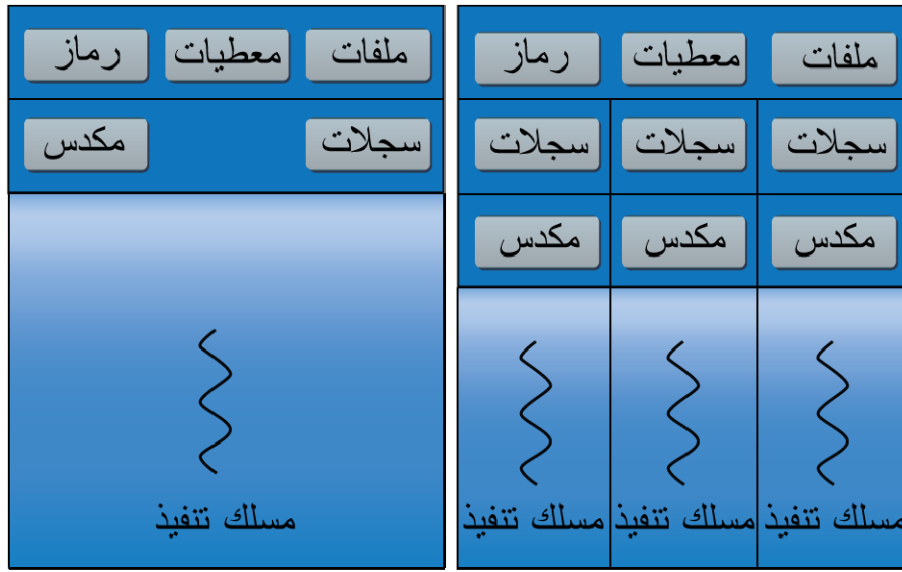 ملفات معطيات رماز
سجلات مكدس
مسلك تنفيذ
ملفات معطيات رماز
سجلات سجلات سجلات
مكدس مكدس مكدس
مسلك تنفيذ مسلك تنفيذ مسلك تنفيذ